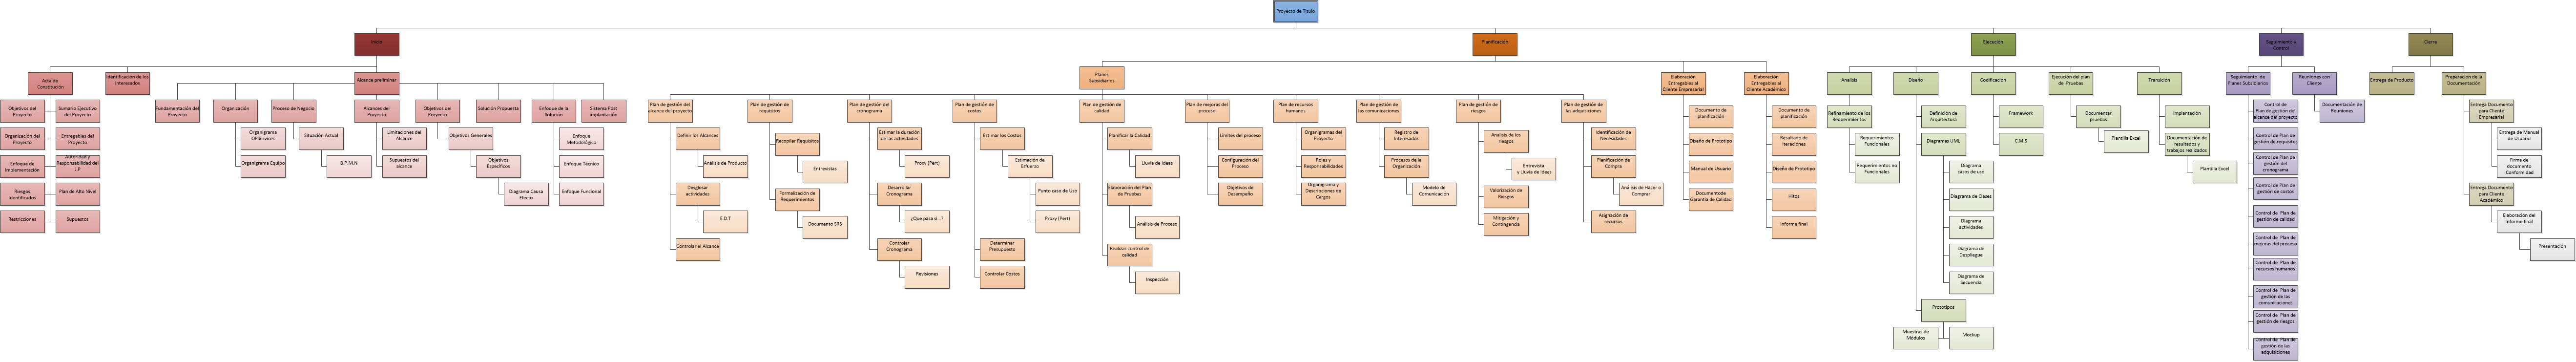 Proyecto de Título
Inicio
Planificación
Ejecución
Seguimiento y
Control
Cierre
Acta de
Constitución
Identificación de los
Interesados
Alcance preliminar
Planes
Subsidiarios
Elaboración
Entregables al
Cliente Empresarial
Elaboración
Entregables al
Cliente Académico
Analisis
Diseño
Codificación
Ejecución del plan
de Pruebas
Transición
Seguimiento de
Planes Subsidiarios
Reuniones con
Cliente
Entrega de Producto
Preparacion de la
Documentación
Objetivos del
Proyecto
Sumario Ejecutivo
del Proyecto
Organización del
Proyecto
Entregables del
Proyecto
Enfoque de
Implementación
Autoridad y
Responsabilidad del
J.P
Riesgos
Identificados
Plan de Alto Nivel
Restricciones
Supuestos
Fundamentación del
Proyecto
Organización
Organigrama
OPServices
Organigrama Equipo
Proceso de Negocio
Situación Actual
B.P.M.N
Alcances del
Proyecto
Limitaciones del
Alcance
Supuestos del
alcance
Objetivos del
Proyecto
Objetivos Generales
Solución Propuesta
Objetivos
Específicos
Diagrama Causa
Efecto
Enfoque de la
Solución
Enfoque
Metodológico
Enfoque Técnico
Enfoque Funcional
Sistema Post
Implantación
Plan de gestión del
alcance del proyecto
Definir los Alcances
Análisis de Producto
Desglosar
actividades
E.D.T
Controlar el Alcance
Plan de gestión de
requisitos
Recopilar Requisitos
Entrevistas
Formalización de
Requerimientos
Documento SRS
Plan de gestión del
cronograma
Estimar la duración
de las actividades
Proxy (Pert)
Desarrollar
Cronograma
¿Que pasa si...?
Controlar
Cronograma
Revisiones
Plan de gestión de
costos
Estimar los Costos
Estimación de
Esfuerzo
Punto caso de Uso
Proxy (Pert)
Determinar
Presupuesto
Controlar Costos
Plan de gestión de
calidad
Planificar la Calidad
Lluvia de Ideas
Elaboración del Plan
de Pruebas
Análisis de Proceso
Realizar control de
calidad
Inspección
Plan de mejoras del
proceso
Limites del proceso
Configuración del
Proceso
Objetivos de
Desempaño
Plan de recursos
humanos
Organigramas del
Proyecto
Roles y
Responsabilidades
Organigrama y
Descripciones de
Cargos
Plan de gestión de
las comunicaciones
Registro de
Interesados
Procesos de la
Organización
Modelo de
Comunicación
Plan de gestión de
riesgos
Análisis de los
riesgos
Entrevista
y Lluvia de Ideas
Valorización de
Riesgos
Mitigación y
Contingencia
Plan de gestión de
las adquisiciones
Identificación de
Necesidades
Planificación de
Compra
Análisis de Hacer o
Comprar
Asignación de
recursos
Documento de
planificación
Diseño de Prototipo
Manual de Usuario
Documentode
Garantía de Calidad
Documento de
planificación
Resultado de
Iteraciones
Diseño de Prototipo
Hitos
Informe final
Refinamiento de los
Requerimientos
Requerimientos
Funcionales
Requerimientos no
Funcionales
Definición de
Arquitectura
Diagramas UML
Diagrama
casos de uso
Diagrama de Clases
Diagrama
actividades
Diagrama de
Despliegue
Diagrama de
Secuencia
Prototipos
Muestras de
Módulos
Mockup
Framework
C.M.S
Documentar
pruebas
Plantilla Excel
Implantación
Documentación de
resultados y
trabajos realizados
Plantilla Excel
Control de
Plan de gestión del
alcance del proyecto
Control de Plan de
gestión de requisitos
Control de Plan de
gestión del
cronograma
Control de Plan de
gestión de costos
Control de Plan de
gestión de calidad
Control de Plan de
mejoras del proceso
Control de Plan de
recursos humanos
Control de Plan de
gestión de las
comunicaciones
Control de Plan de
gestión de riesgos
Control de Plan de
gestión de las
adquisiciones
Documentación de
Reuniones
Entrega Documento
para Cliente
Empresarial
Entrega de Manual
de Usuario
Firma de
documento
Conformidad
Entrega Documento
para Cliente
Académico
Elaboración del
Informe final
Presentación